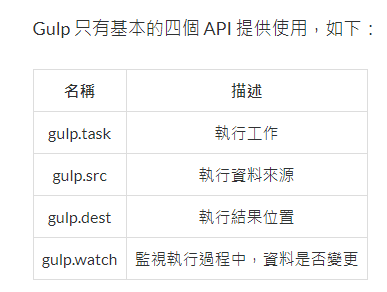 Gulp 只有基本的四個 API 提供使用，如下：
名稱 描述
gulp.task 執行工作
gulp.src 執行資料來源
gulp.dest 執行結果位置
gulp.watch 監視執行過程中，資料是否變更